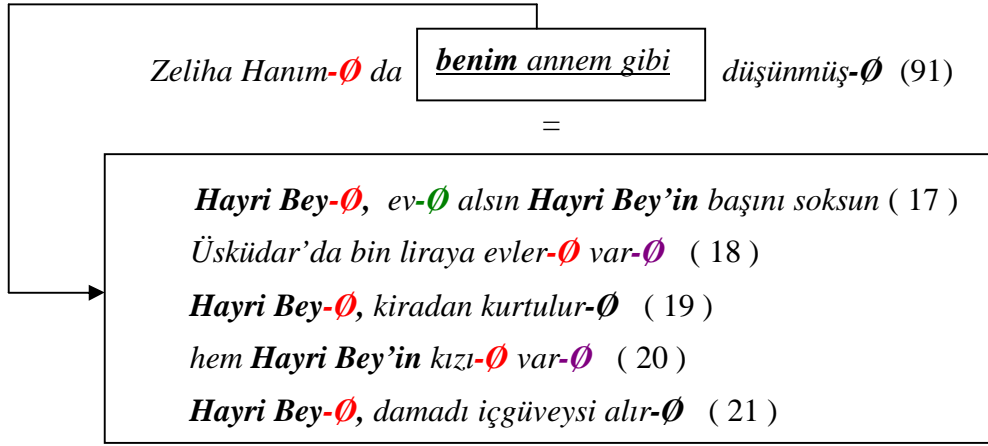 Zeliha Hanım-Ø da benim annem gibi düşünmüş-Ø (91)
=
Hayri Bey-Ø, ev-Ø alsın Hayri Bey’in başını soksun ( 17 )
Üsküdar’da bin liraya evler-Ø var-Ø ( 18 )
Hayri Bey-Ø, kiradan kurtulur-Ø ( 19 )
hem Hayri Bey’in kızı-Ø var-Ø ( 20 )
Hayri Bey-Ø, damadı içgüveysi alır-Ø ( 21 )